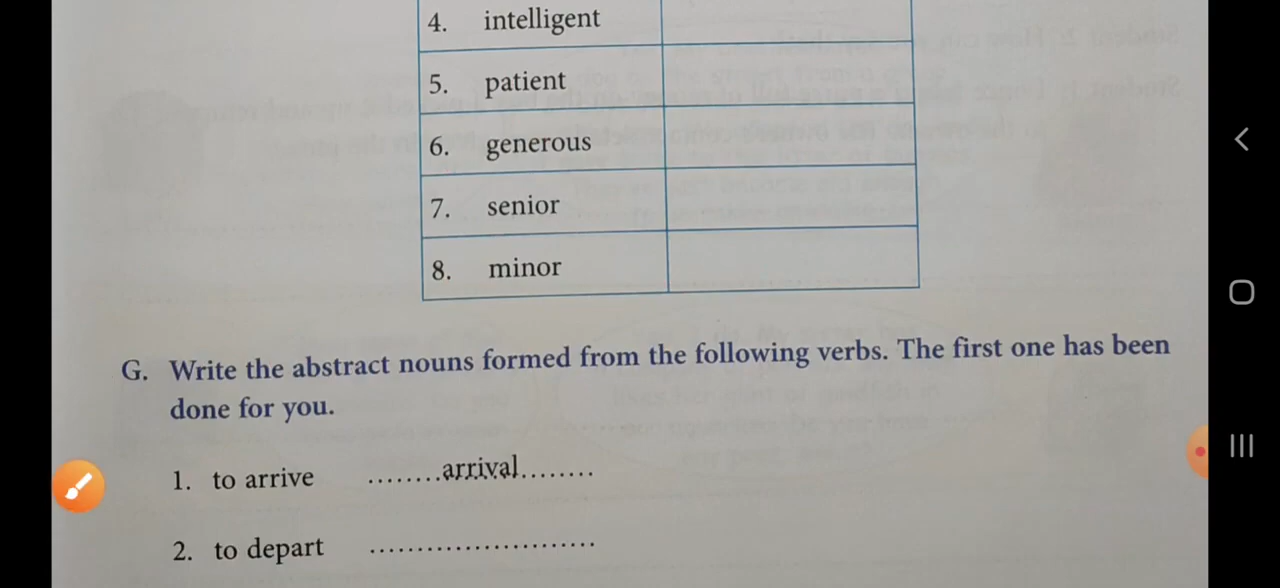 4. intelligent
5. patient
6. generous
7. senior
8. minor
G. Write the abstract nouns formed from the following verbs. The first one has been
done for you.
1. to arrive ........arrival........
2. to depart ........................